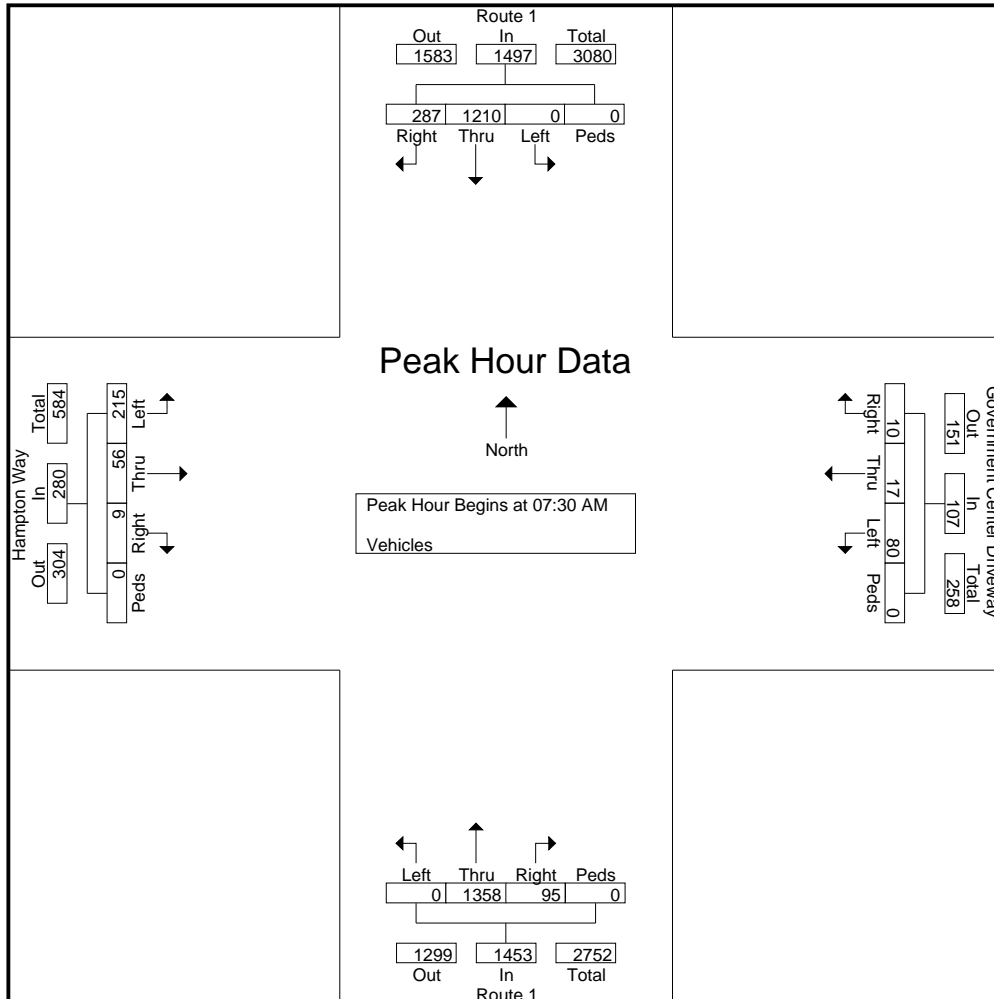 Route 1
Out In Total
1583 1497 3080
287 1210 0 0
Right Thru Left Peds
Peak Hour Data
North
Peak Hour Begins at 07:30 AM
Vehicles
Hampton Way
Total In Out
584 280 304
215 56 9 0
Left Thru Right Peds
Government Center Driveway
Out In Total
151 107 258
10 17 80 0
Right Thru Left Peds
Left Thru Right Peds
0 1358 95 0
1299 1453 2752
Out In Total
Route 1